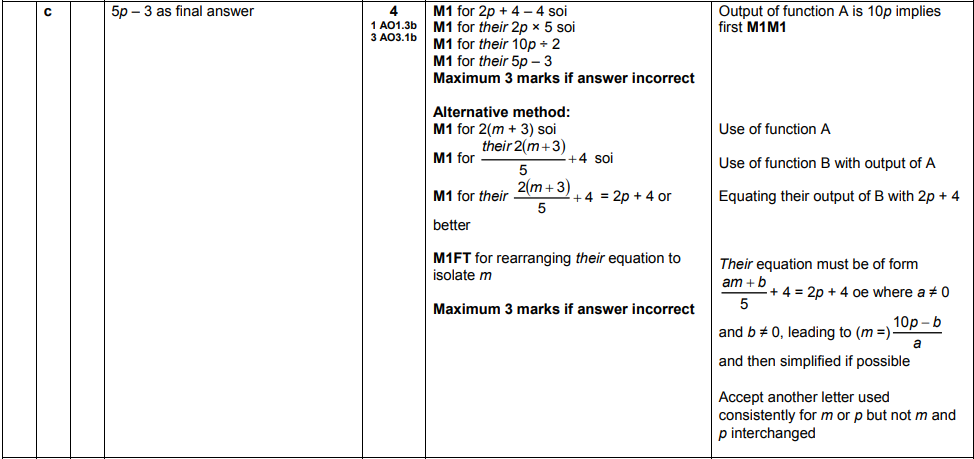 c 5p – 3 as final answer 4 M1 for 2p + 4 – 4 soi Output of function A is 10p implies
1 AO1.3b M1 for their 2p × 5 soi first M1M1
3 AO3.1b M1 for their 10p ÷ 2
M1 for their 5p – 3
Maximum 3 marks if answer incorrect
Alternative method:
M1 for 2(m + 3) soi Use of function A
M1 for their 2(m+3)/5 + 4 soi Use of function B with output of A
M1 for their 2(m+3)/5 + 4 = 2p + 4 or Equating their output of B with 2p + 4
better
M1FT for rearranging their equation to Their equation must be of form
isolate m
am + b/5 + 4 = 2p + 4 oe where a ≠ 0
Maximum 3 marks if answer incorrect
and b ≠ 0, leading to (m =) 10p – b/a
and then simplified if possible
Accept another letter used
consistently for m or p but not m and
p interchanged